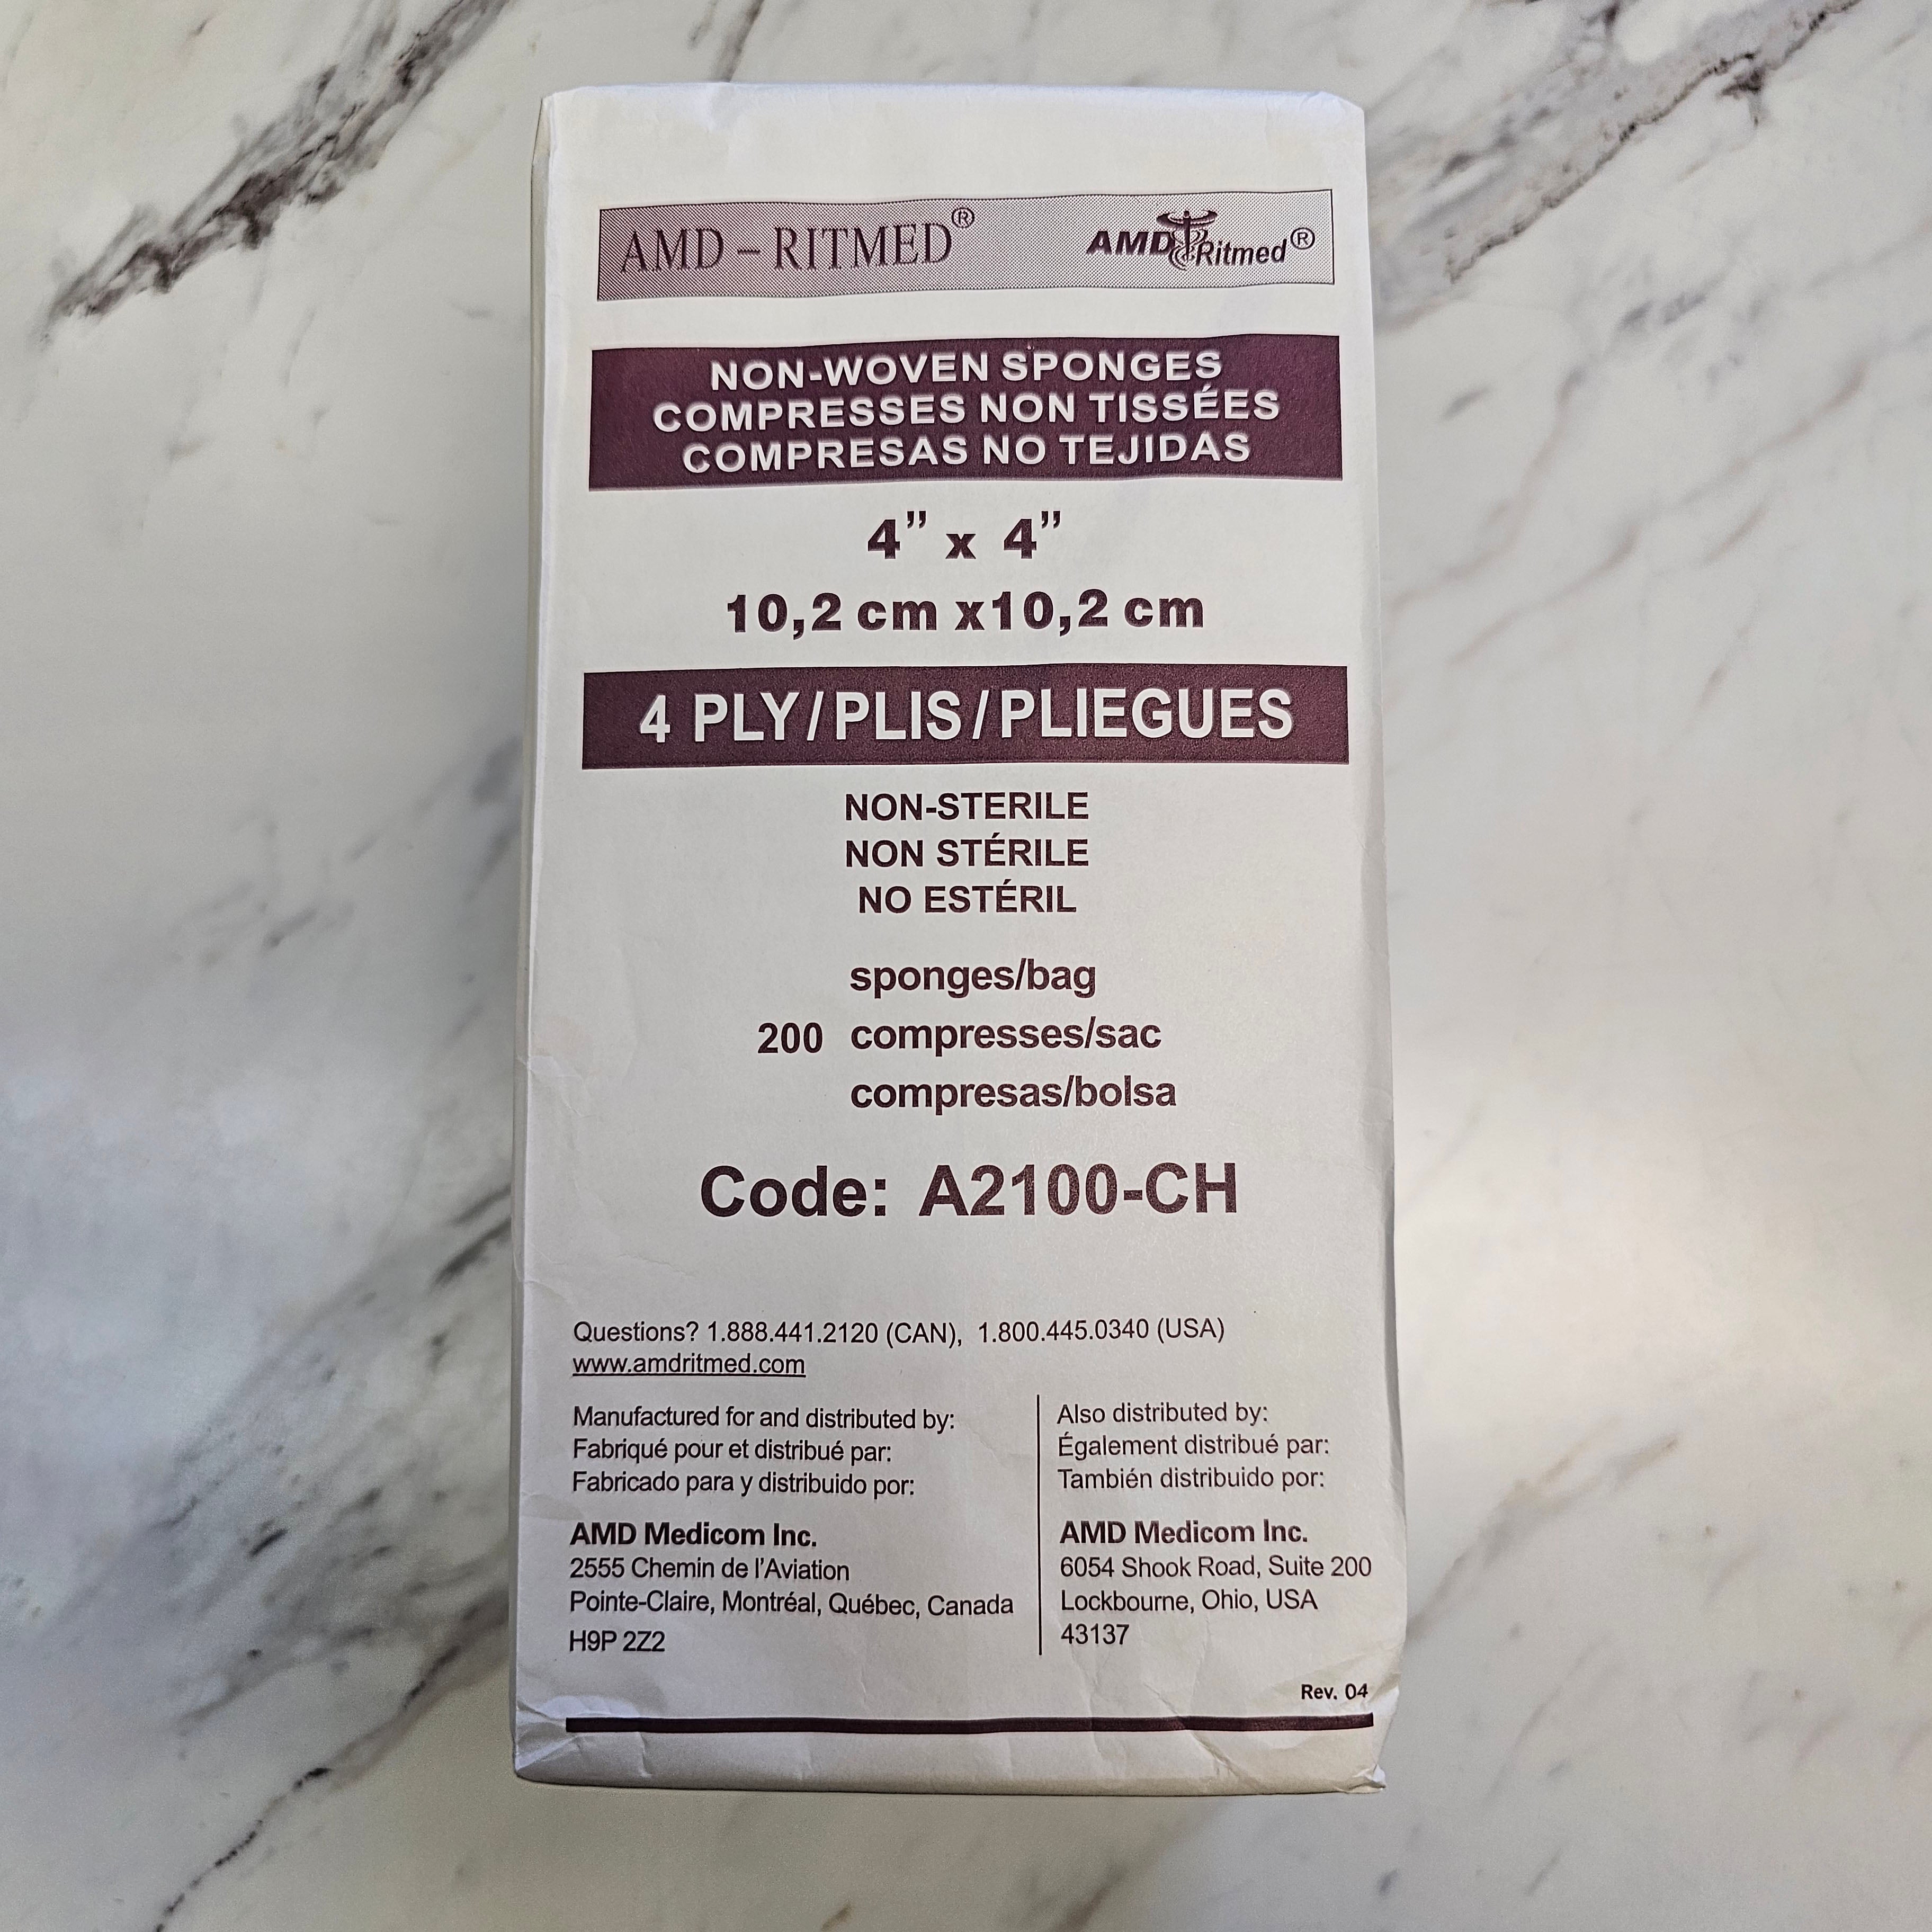 AMD – RITMED®
AMD Ritmed®
NON-WOVEN SPONGES
COMPRESSES NON TISSÉES
COMPRESAS NO TEJIDAS
4” x 4”
10,2 cm x10,2 cm
4 PLY/PLIS/PLIEGUES
NON-STERILE
NON STÉRILE
NO ESTÉRIL
sponges/bag
200 compresses/sac
compresas/bolsa
Code: A2100-CH
Questions? 1.888.441.2120 (CAN), 1.800.445.0340 (USA)
www.amdritmed.com
Manufactured for and distributed by:
Fabriqué pour et distribué par:
Fabricado para y distribuido por:
AMD Medicom Inc.
2555 Chemin de l'Aviation
Pointe-Claire, Montréal, Québec, Canada
H9P 2Z2
Also distributed by:
Également distribué par:
También distribuido por:
AMD Medicom Inc.
6054 Shook Road, Suite 200
Lockbourne, Ohio, USA
43137
Rev. 04